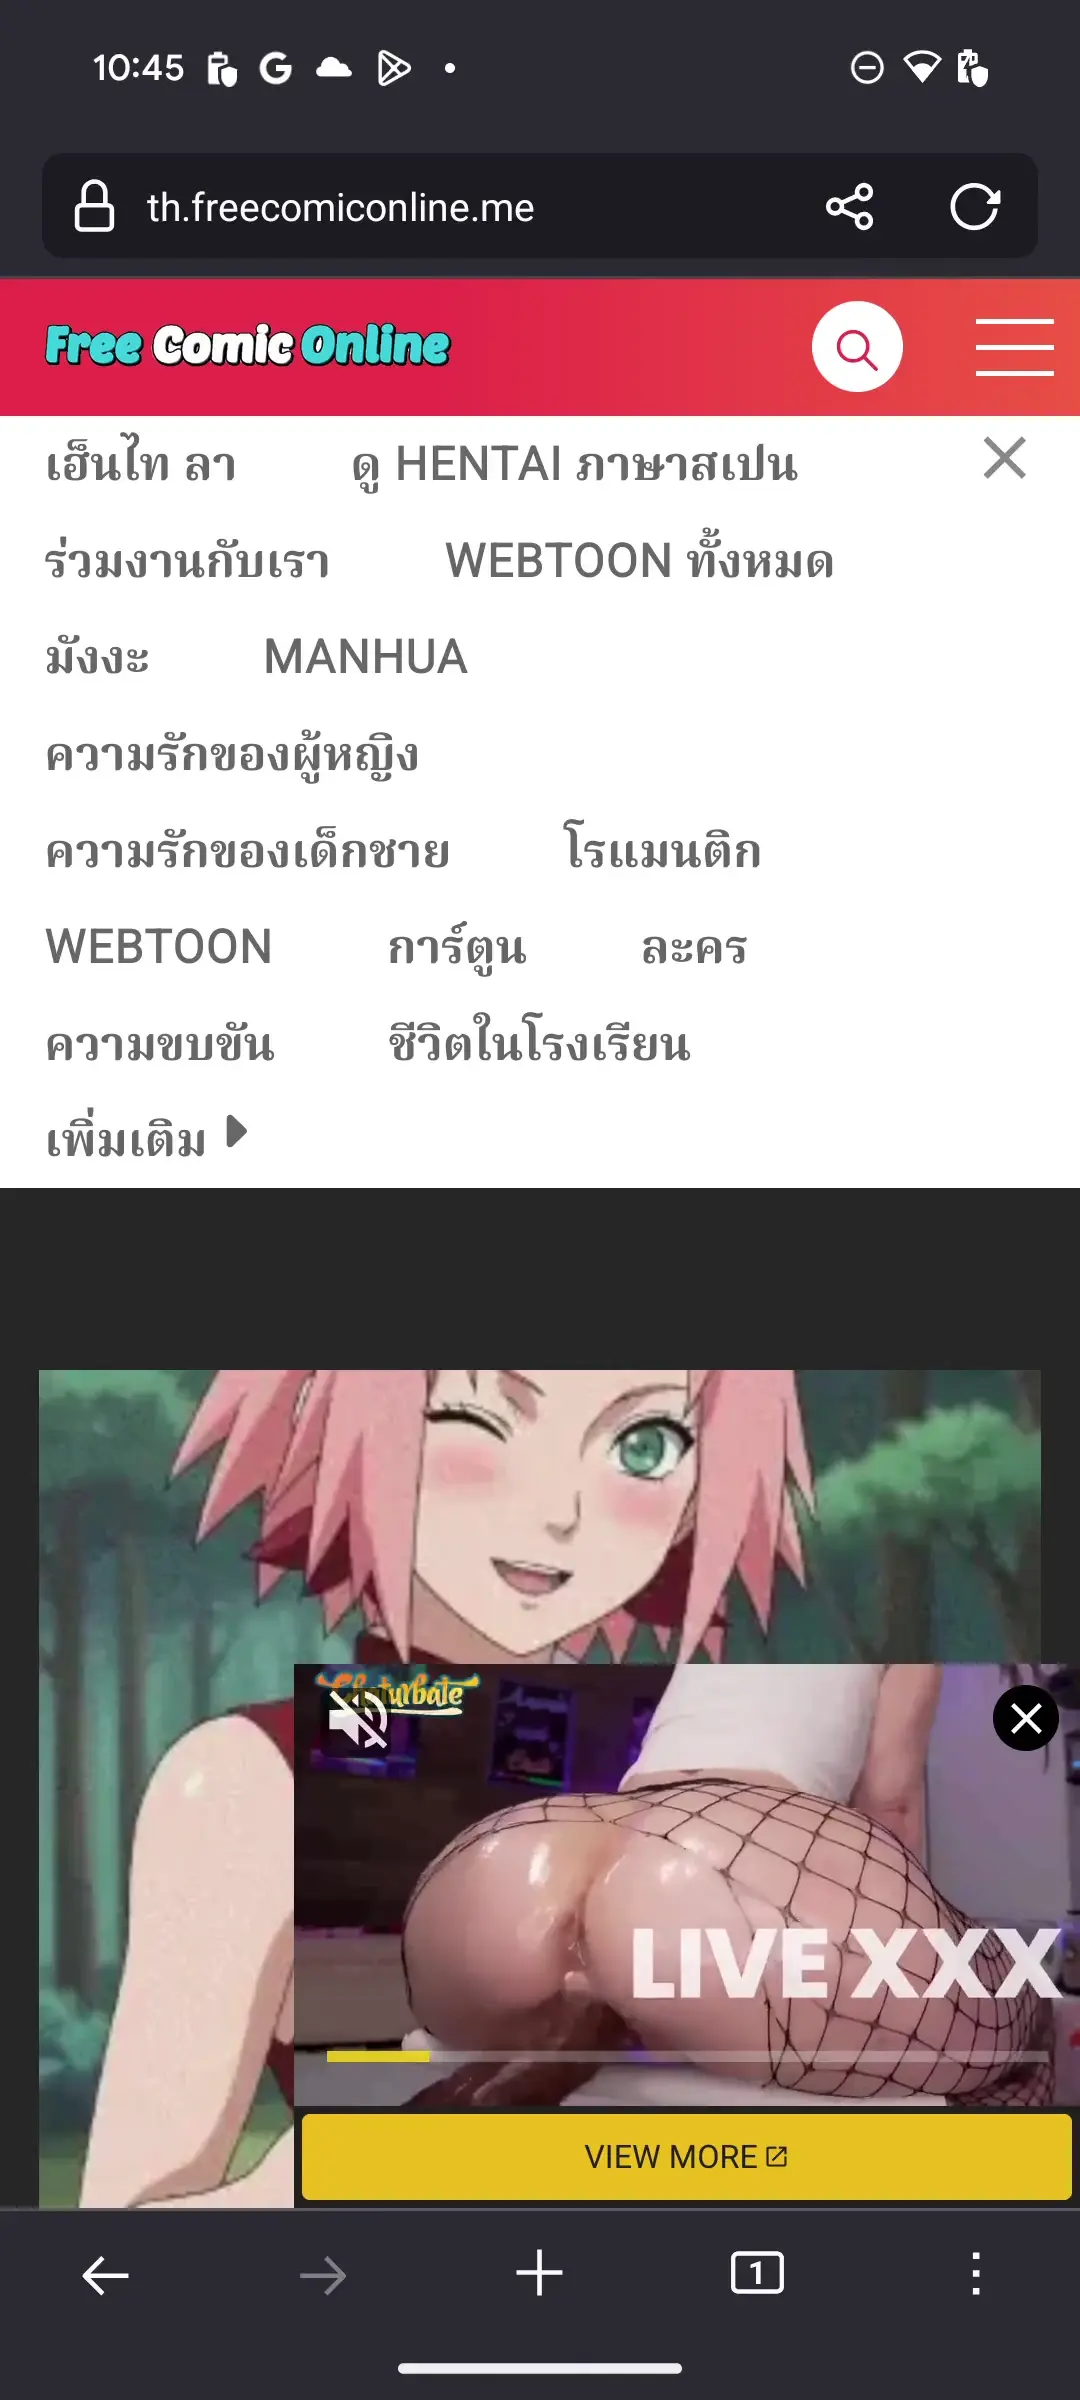 10:45
th.freecomiconline.me
Free Comic Online
เฮ็นไท ลา ดู HENTAI ภาษาสเปน
ร่วมงานกับเรา WEBTOON ทั้งหมด
มังงะ MANHUA
ความรักของผู้หญิง
ความรักของเด็กชาย โรแมนติก
WEBTOON การ์ตูน ละคร
ความขบขัน ชีวิตในโรงเรียน
เพิ่มเติม
Chaturbate
LIVE XXX
VIEW MORE
1